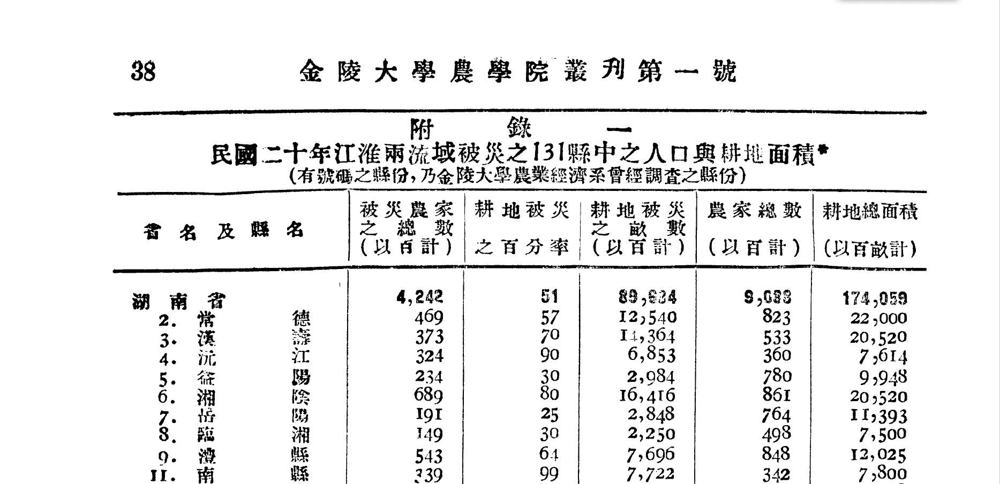 38 金陵大學農學院叢刊第一號
附錄一
民國二十年江淮兩流域被災之131縣中之人口與耕地面積*
(有號碼之縣份,乃金陵大學農業經濟系曾經調查之縣份)
省名及縣名 被災農家之總數(以百計) 耕地被災之百分率 耕地被災之畝數(以百計) 農家總數(以百計) 耕地總面積(以百畝計)
湖南省 4,242 51 174,059
2. 常德 469 57 12,540 823 22,000
3. 漢壽 373 70 14,364 533 20,520
4. 沅江 324 90 6,853 360 7,614
5. 益陽 234 30 2,984 780 9,948
6. 湘陰 689 80 16,416 861 20,520
7. 岳陽 191 25 2,848 764 11,393
8. 臨湘 149 30 2,250 498 7,500
9. 澧縣 543 64 7,696 848 12,025
11. 南縣 339 99 7,722 342 7,800